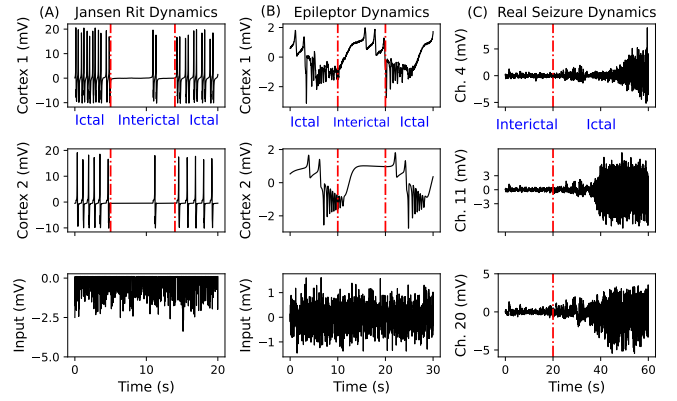 (A) Jansen Rit Dynamics
(B) Epileptor Dynamics
(C) Real Seizure Dynamics
Cortex 1 (mV)
20
10
0
−10
Ictal Interictal Ictal
Cortex 1 (mV)
2
0
−2
Ictal Interictal Ictal
Ch. 4 (mV)
5
0
−5
Interictal Ictal
Cortex 2 (mV)
20
10
0
−10
Cortex 2 (mV)
2
0
−2
Ch. 11 (mV)
3
0
−3
Input (mV)
0.0
−2.5
−5.0
0 10 20
Time (s)
Input (mV)
1
0
−1
0 10 20 30
Time (s)
Ch. 20 (mV)
5
0
−5
0 20 40 60
Time (s)